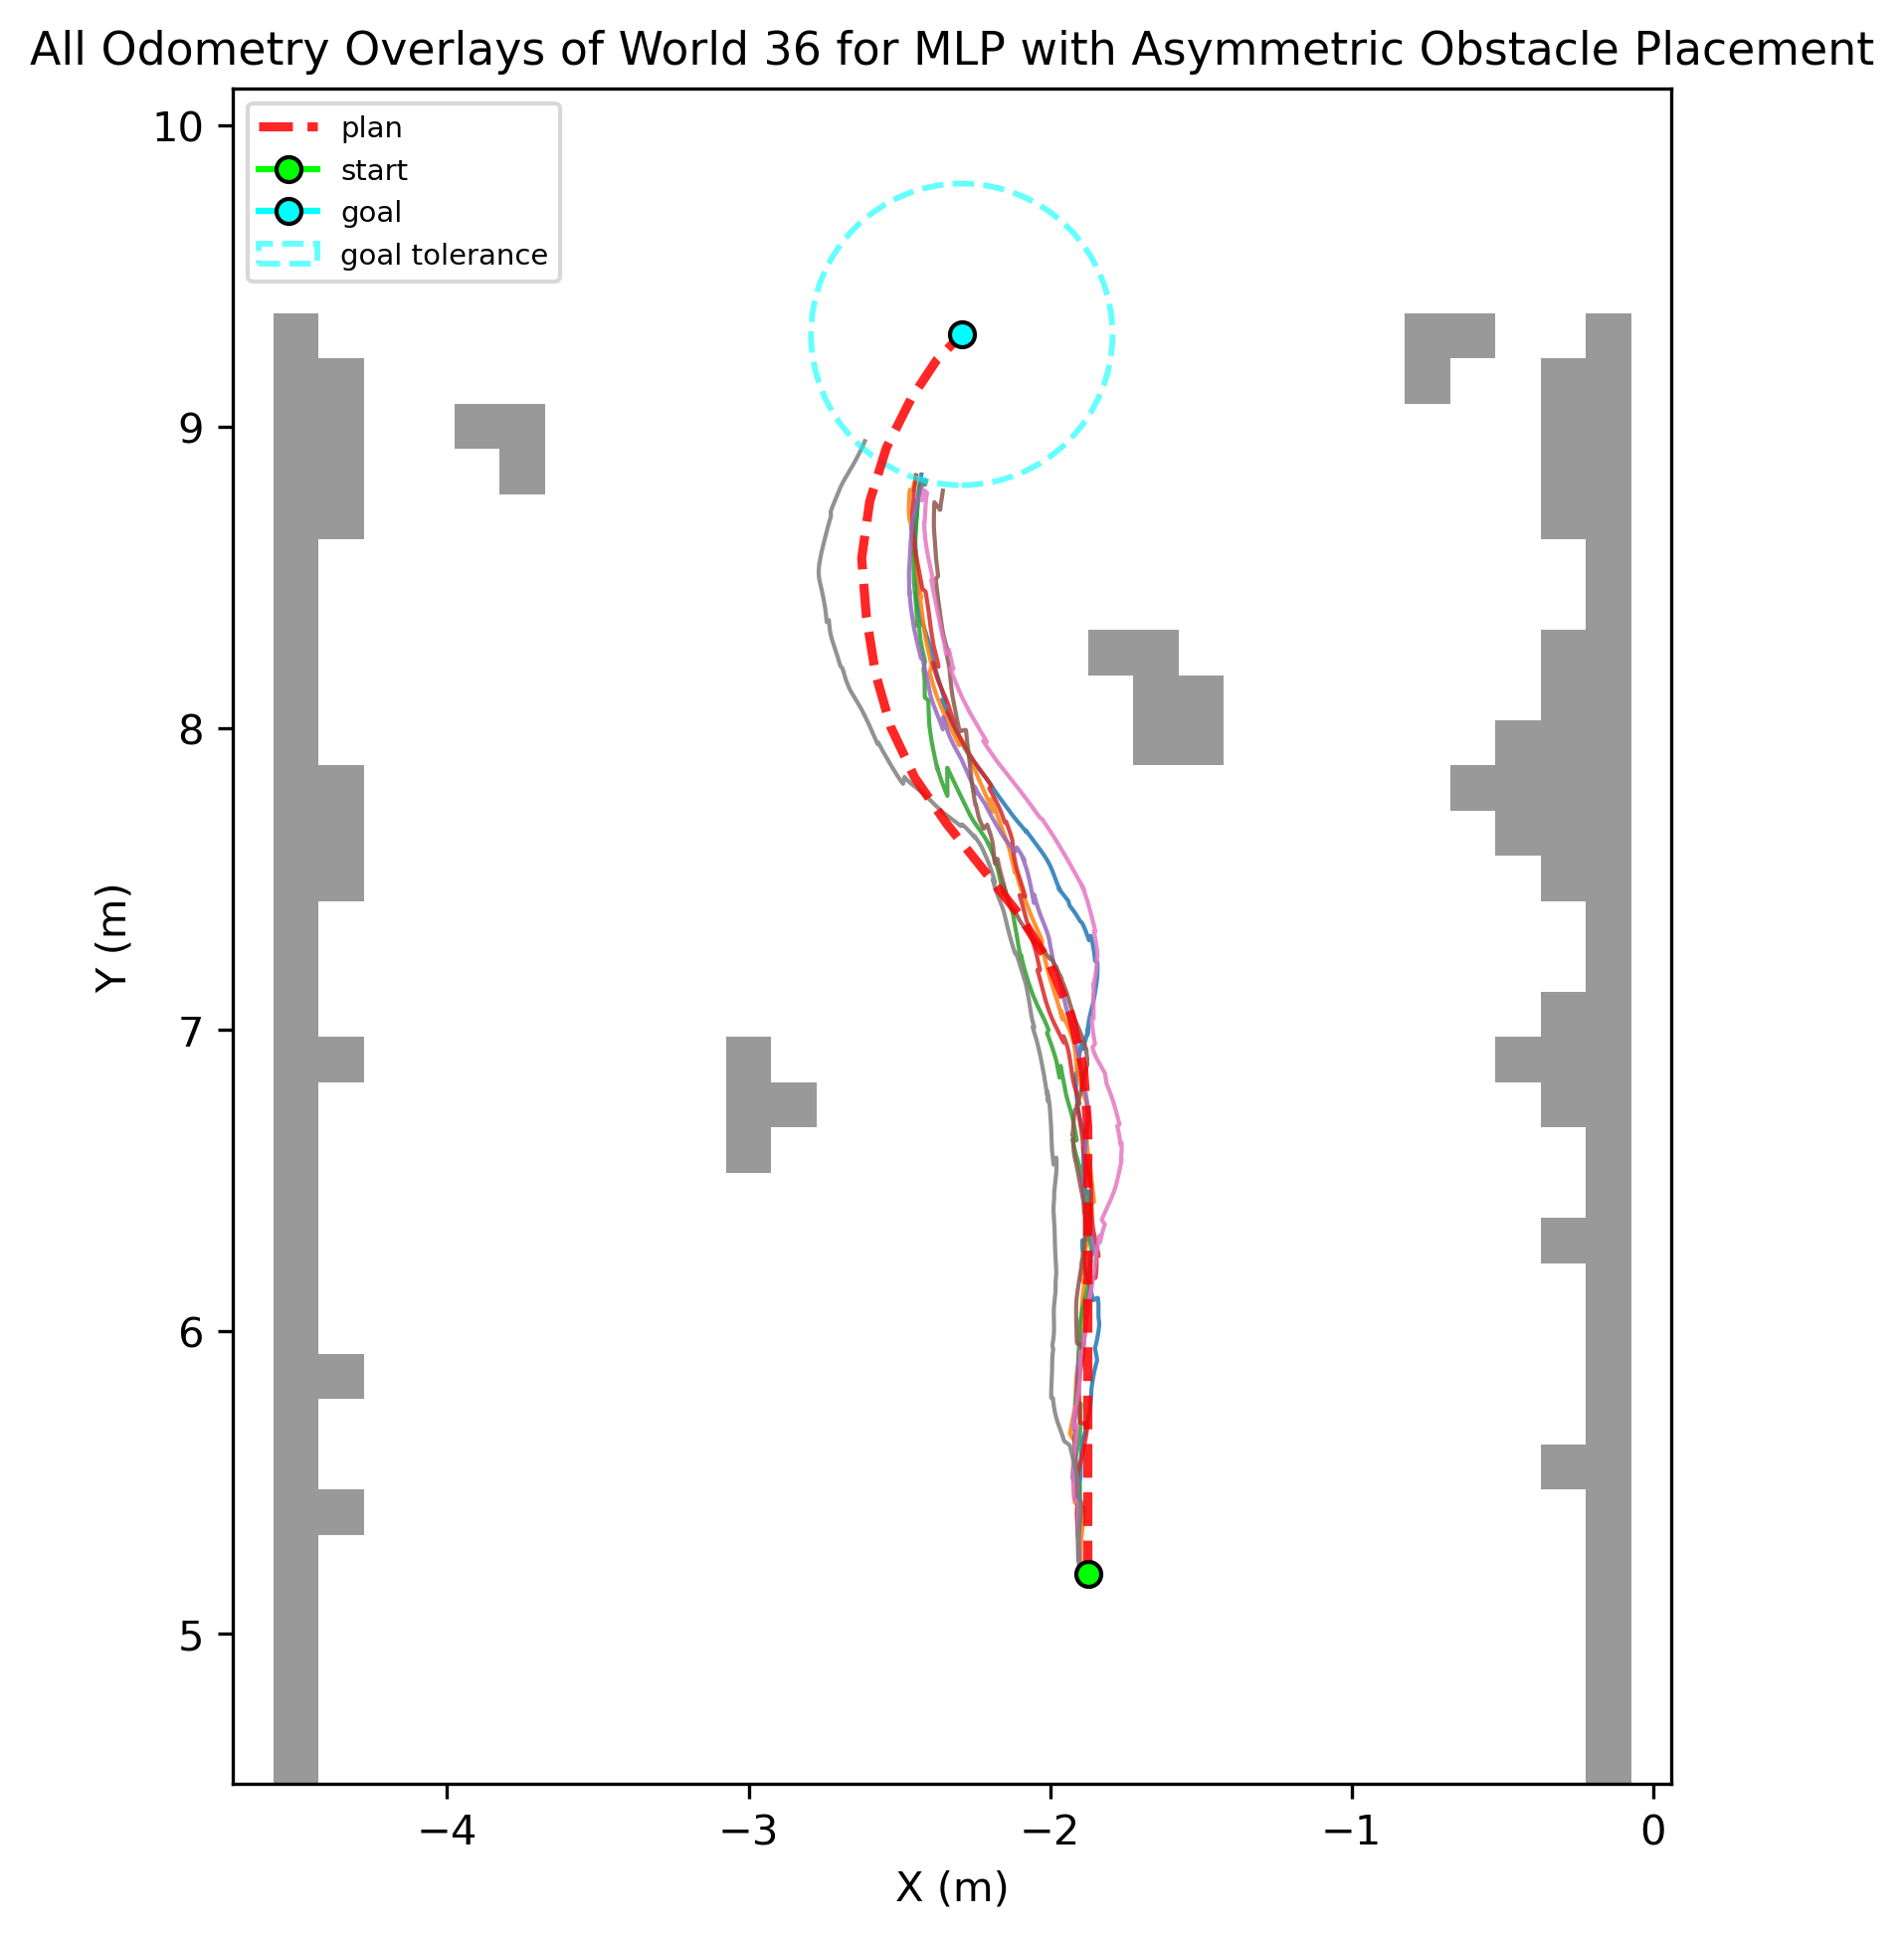 All Odometry Overlays of World 36 for MLP with Asymmetric Obstacle Placement
plan
start
goal
goal tolerance
10
9
8
7
6
5
Y (m)
−4
−3
−2
−1
0
X (m)